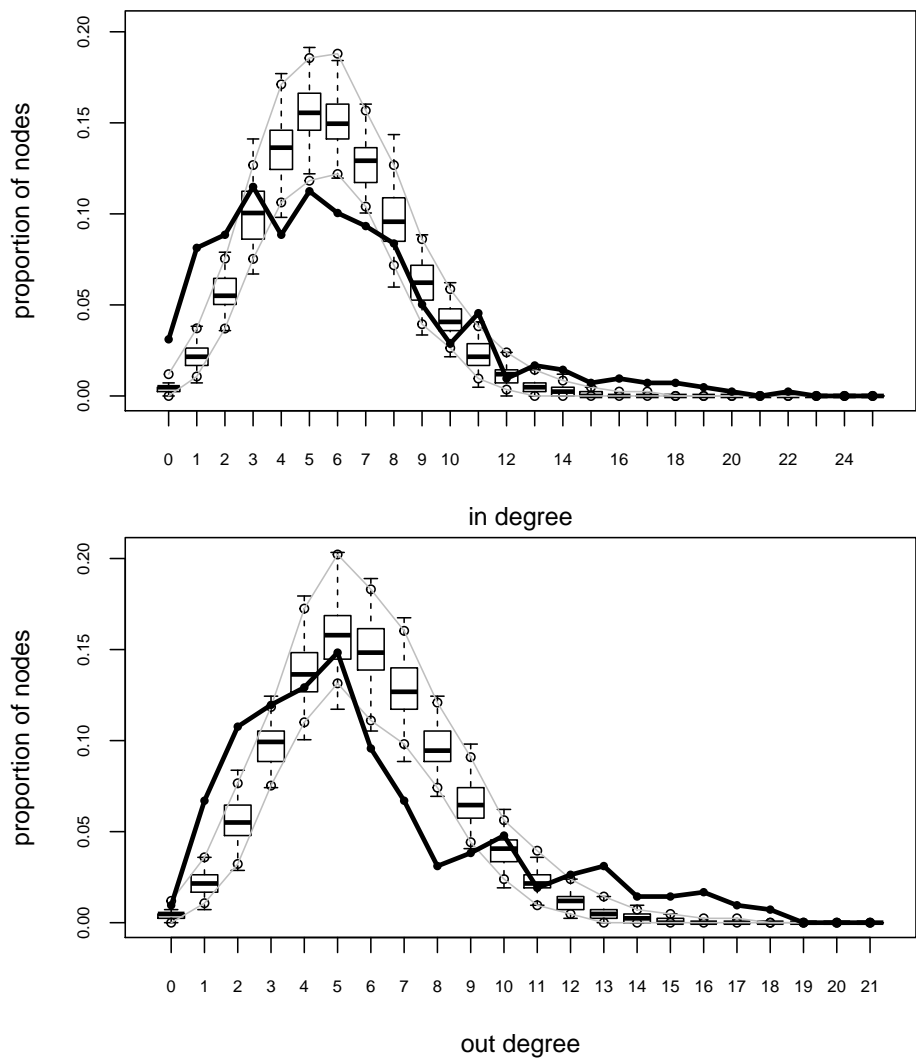 proportion of nodes
0.20
0.15
0.10
0.05
0.00
0 1 2 3 4 5 6 7 8 9 10 12 14 16 18 20 22 24
in degree
proportion of nodes
0.20
0.15
0.10
0.05
0.00
0 1 2 3 4 5 6 7 8 9 10 11 12 13 14 15 16 17 18 19 20 21
out degree